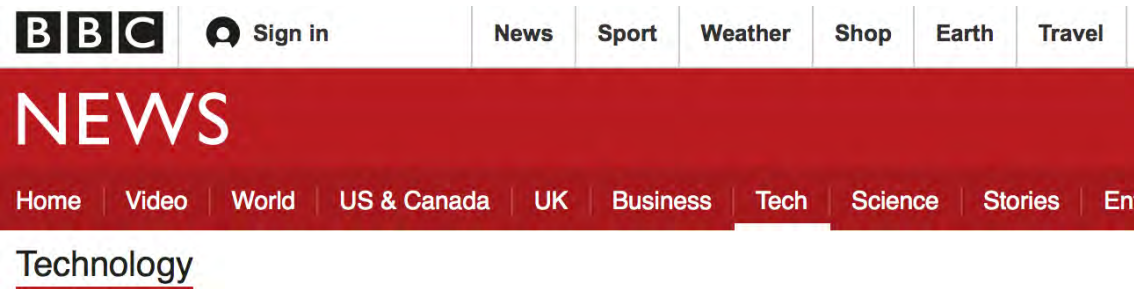 BBC Sign in News Sport Weather Shop Earth Travel
NEWS
Home Video World US & Canada UK Business Tech Science Stories En
Technology